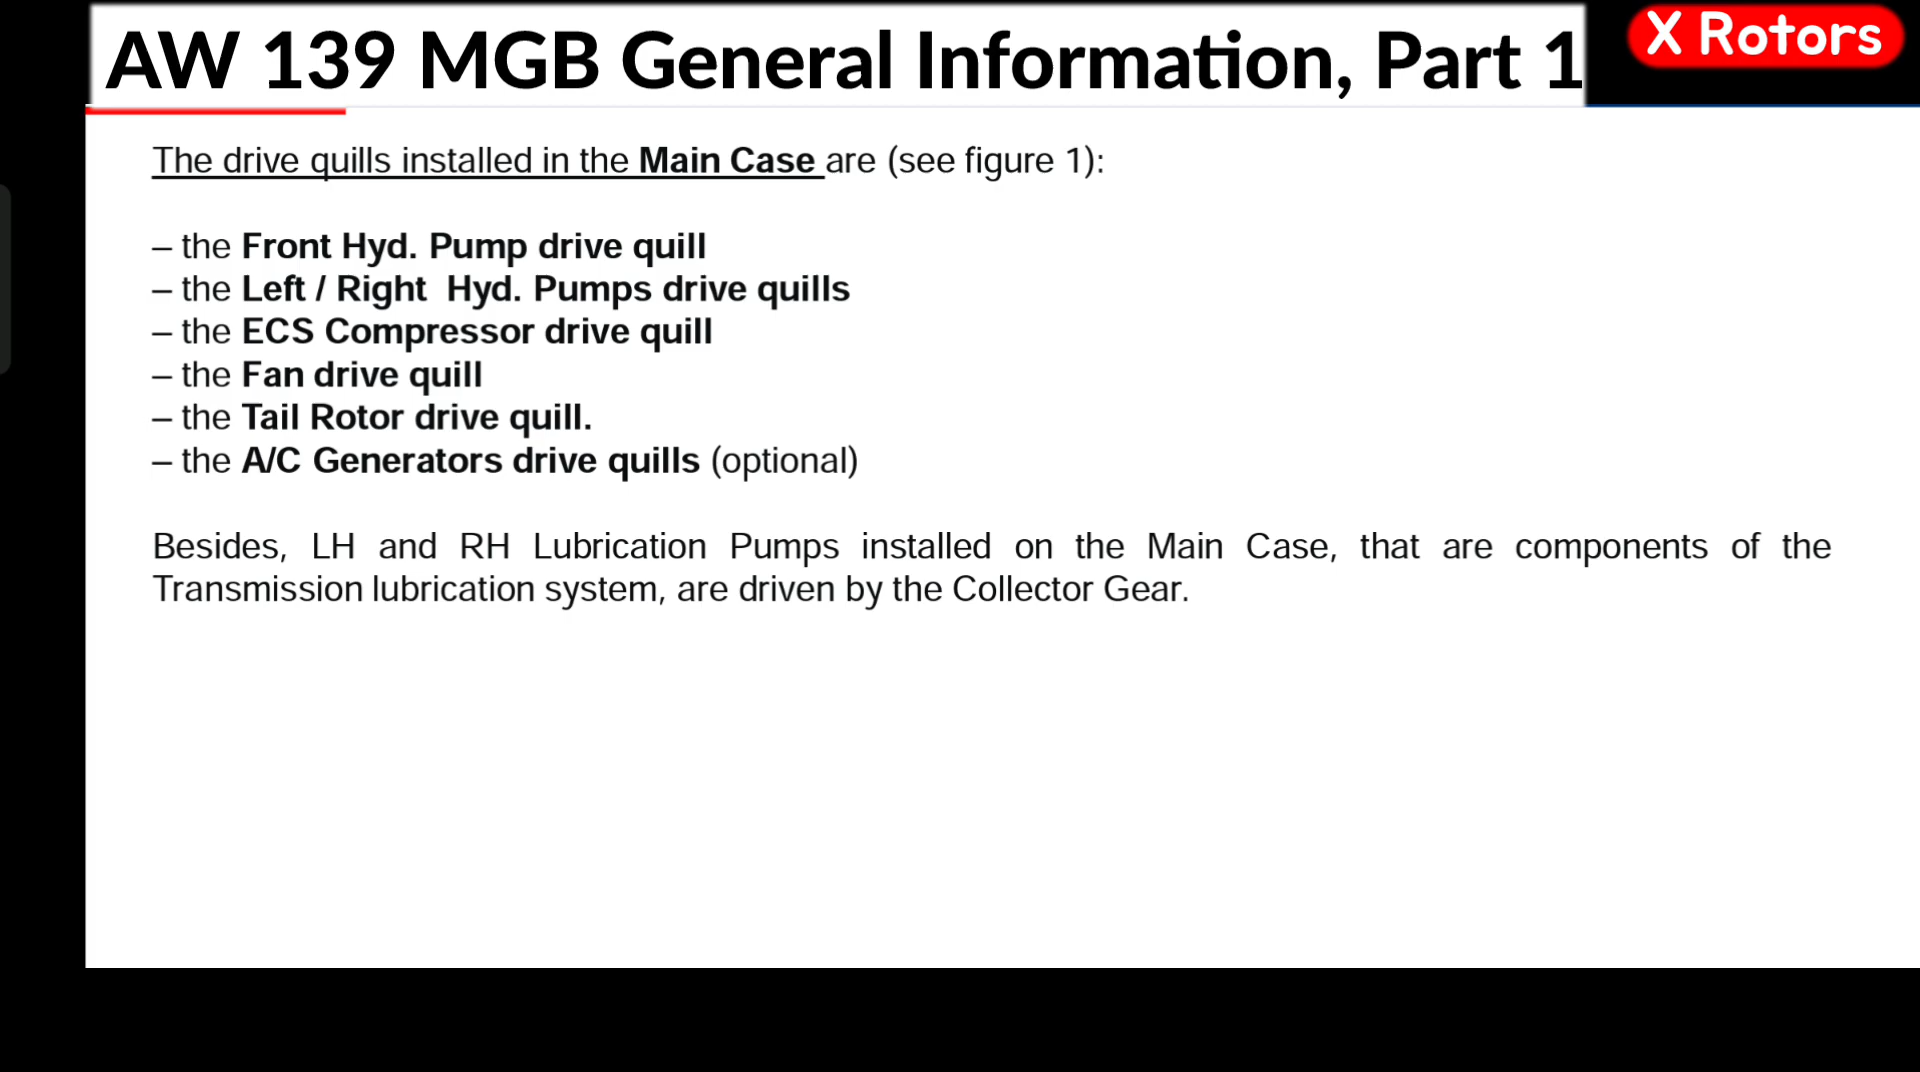 AW 139 MGB General Information, Part 1
X Rotors
The drive quills installed in the Main Case are (see figure 1):
– the Front Hyd. Pump drive quill
– the Left / Right  Hyd. Pumps drive quills
– the ECS Compressor drive quill
– the Fan drive quill
– the Tail Rotor drive quill.
– the A/C Generators drive quills (optional)
Besides, LH and RH Lubrication Pumps installed on the Main Case, that are components of the
Transmission lubrication system, are driven by the Collector Gear.